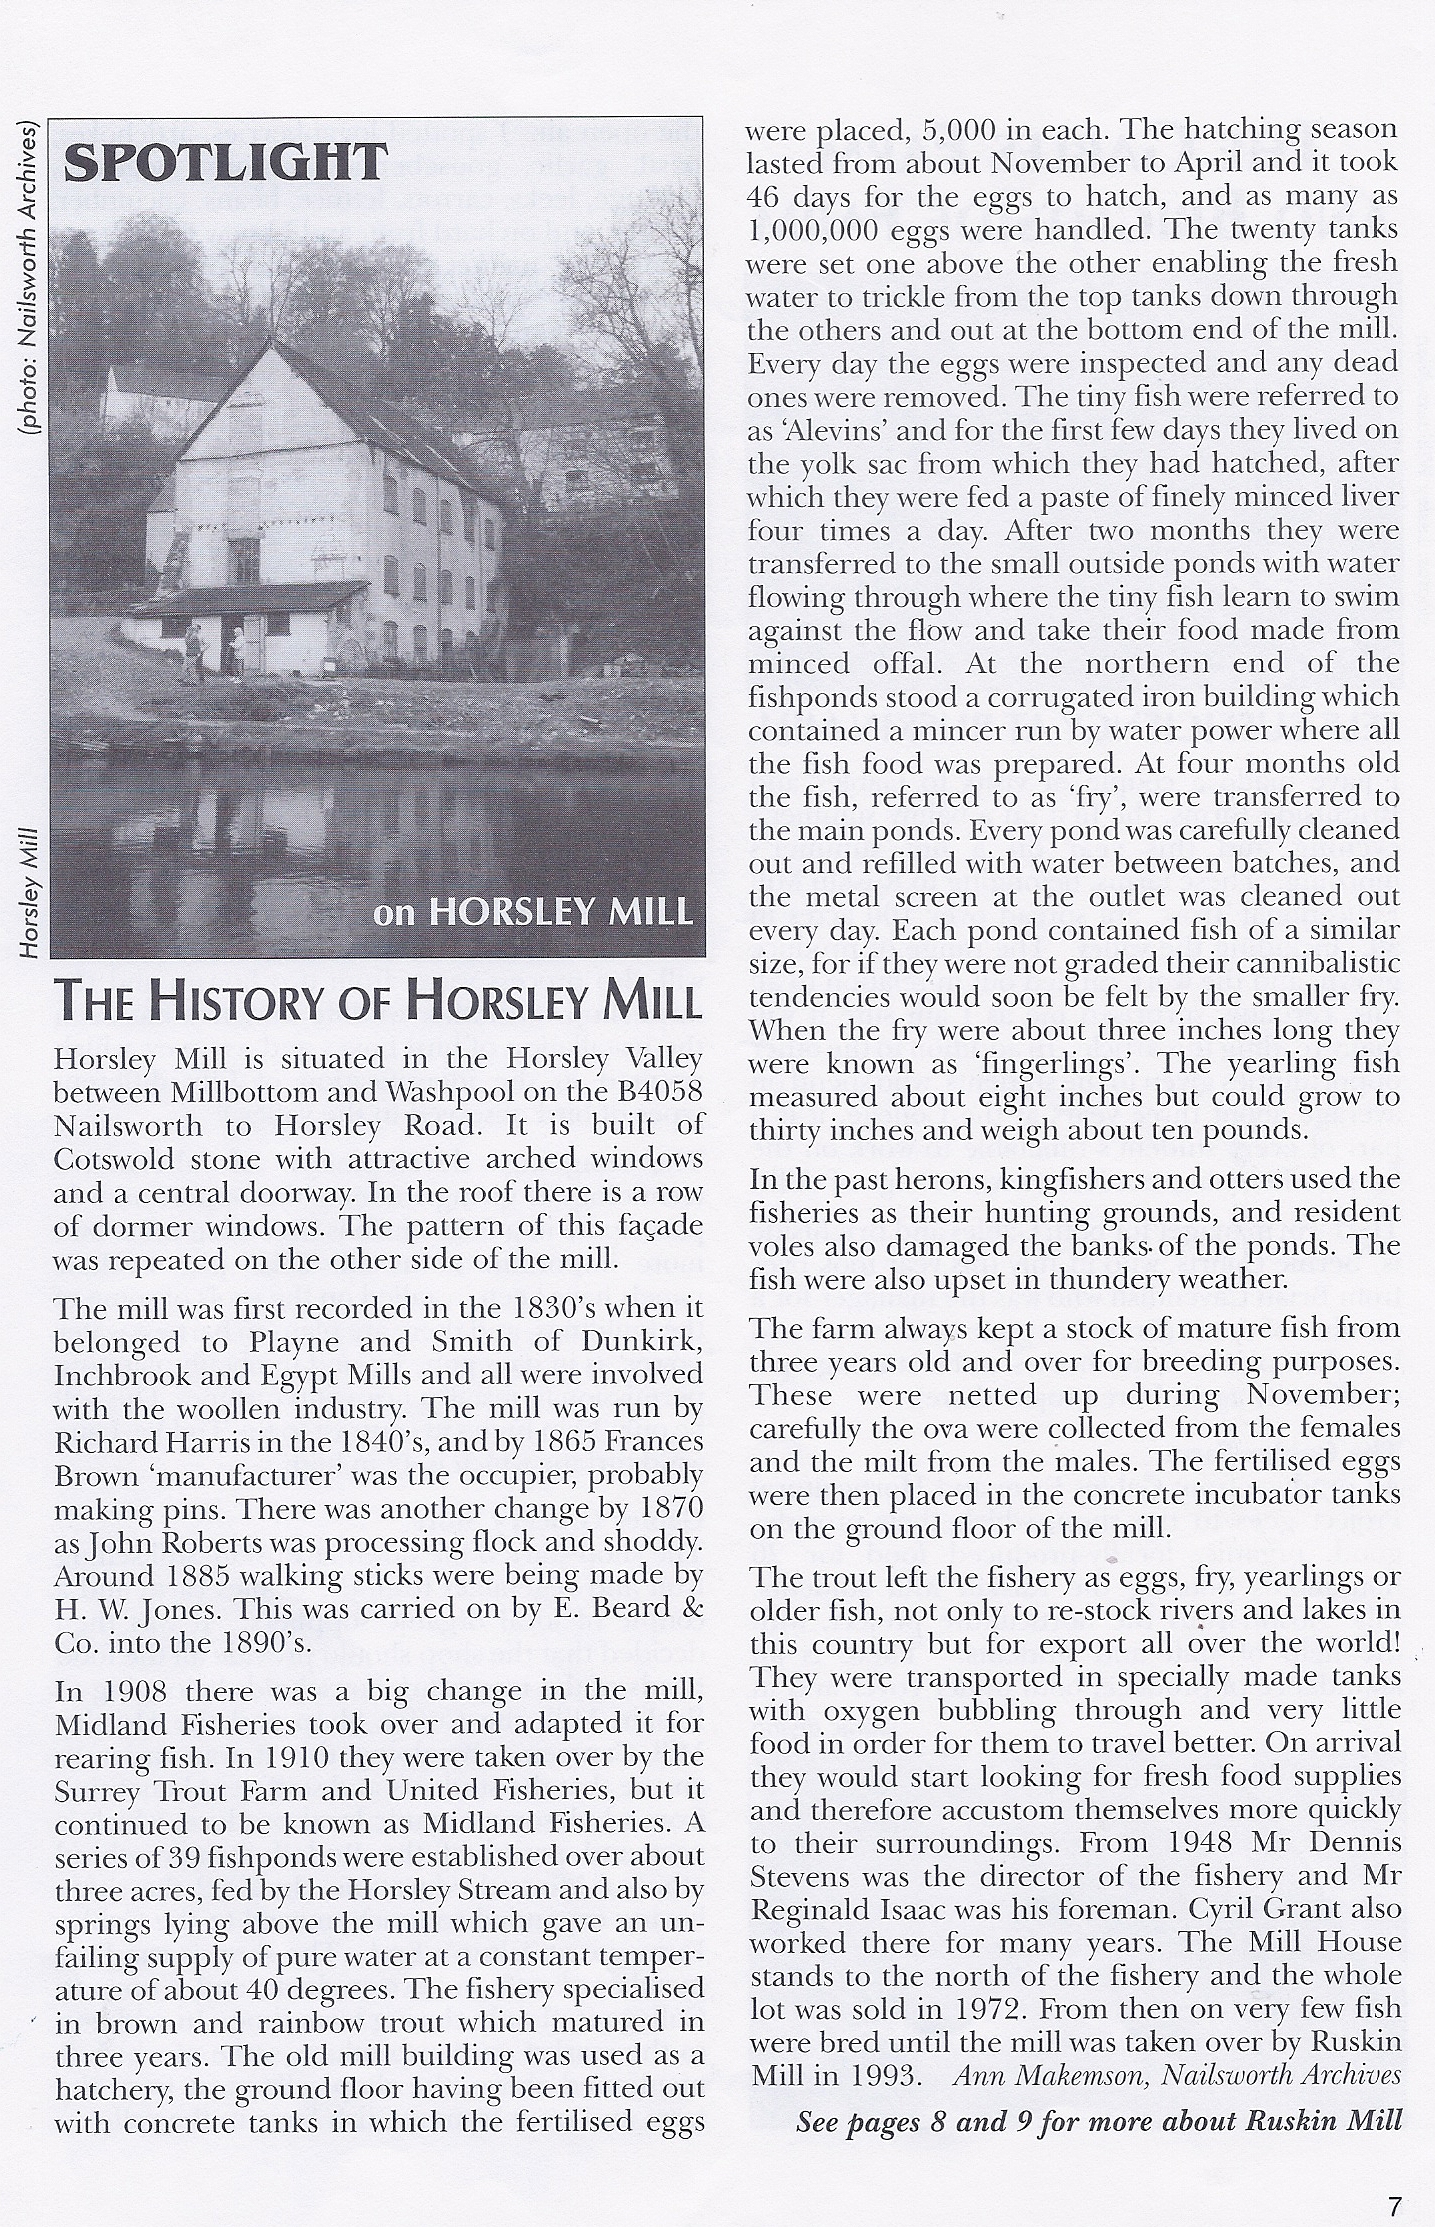 (photo: Nailsworth Archives)
Horsley Mill
SPOTLIGHT
on HORSLEY MILL
THE HISTORY OF HORSLEY MILL
Horsley Mill is situated in the Horsley Valley
between Millbottom and Washpool on the B4058
Nailsworth to Horsley Road. It is built of
Cotswold stone with attractive arched windows
and a central doorway. In the roof there is a row
of dormer windows. The pattern of this façade
was repeated on the other side of the mill.
The mill was first recorded in the 1830's when it
belonged to Playne and Smith of Dunkirk,
Inchbrook and Egypt Mills and all were involved
with the woollen industry. The mill was run by
Richard Harris in the 1840's, and by 1865 Frances
Brown 'manufacturer' was the occupier, probably
making pins. There was another change by 1870
as John Roberts was processing flock and shoddy.
Around 1885 walking sticks were being made by
H. W. Jones. This was carried on by E. Beard &
Co. into the 1890's.
In 1908 there was a big change in the mill,
Midland Fisheries took over and adapted it for
rearing fish. In 1910 they were taken over by the
Surrey Trout Farm and United Fisheries, but it
continued to be known as Midland Fisheries. A
series of 39 fishponds were established over about
three acres, fed by the Horsley Stream and also by
springs lying above the mill which gave an un-
failing supply of pure water at a constant temper-
ature of about 40 degrees. The fishery specialised
in brown and rainbow trout which matured in
three years. The old mill building was used as a
hatchery, the ground floor having been fitted out
with concrete tanks in which the fertilised eggs
were placed, 5,000 in each. The hatching season
lasted from about November to April and it took
46 days for the eggs to hatch, and as many as
1,000,000 eggs were handled. The twenty tanks
were set one above the other enabling the fresh
water to trickle from the top tanks down through
the others and out at the bottom end of the mill.
Every day the eggs were inspected and any dead
ones were removed. The tiny fish were referred to
as 'Alevins' and for the first few days they lived on
the yolk sac from which they had hatched, after
which they were fed a paste of finely minced liver
four times a day. After two months they were
transferred to the small outside ponds with water
flowing through where the tiny fish learn to swim
against the flow and take their food made from
minced offal. At the northern end of the
fishponds stood a corrugated iron building which
contained a mincer run by water power where all
the fish food was prepared. At four months old
the fish, referred to as 'fry', were transferred to
the main ponds. Every pond was carefully cleaned
out and refilled with water between batches, and
the metal screen at the outlet was cleaned out
every day. Each pond contained fish of a similar
size, for if they were not graded their cannibalistic
tendencies would soon be felt by the smaller fry.
When the fry were about three inches long they
were known as 'fingerlings'. The yearling fish
measured about eight inches but could grow to
thirty inches and weigh about ten pounds.
In the past herons, kingfishers and otters used the
fisheries as their hunting grounds, and resident
voles also damaged the banks of the ponds. The
fish were also upset in thundery weather.
The farm always kept a stock of mature fish from
three years old and over for breeding purposes.
These were netted up during November;
carefully the ova were collected from the females
and the milt from the males. The fertilised eggs
were then placed in the concrete incubator tanks
on the ground floor of the mill.
The trout left the fishery as eggs, fry, yearlings or
older fish, not only to re-stock rivers and lakes in
this country but for export all over the world!
They were transported in specially made tanks
with oxygen bubbling through and very little
food in order for them to travel better. On arrival
they would start looking for fresh food supplies
and therefore accustom themselves more quickly
to their surroundings. From 1948 Mr Dennis
Stevens was the director of the fishery and Mr
Reginald Isaac was his foreman. Cyril Grant also
worked there for many years. The Mill House
stands to the north of the fishery and the whole
lot was sold in 1972. From then on very few fish
were bred until the mill was taken over by Ruskin
Mill in 1993. Ann Makemson, Nailsworth Archives
See pages 8 and 9 for more about Ruskin Mill
7